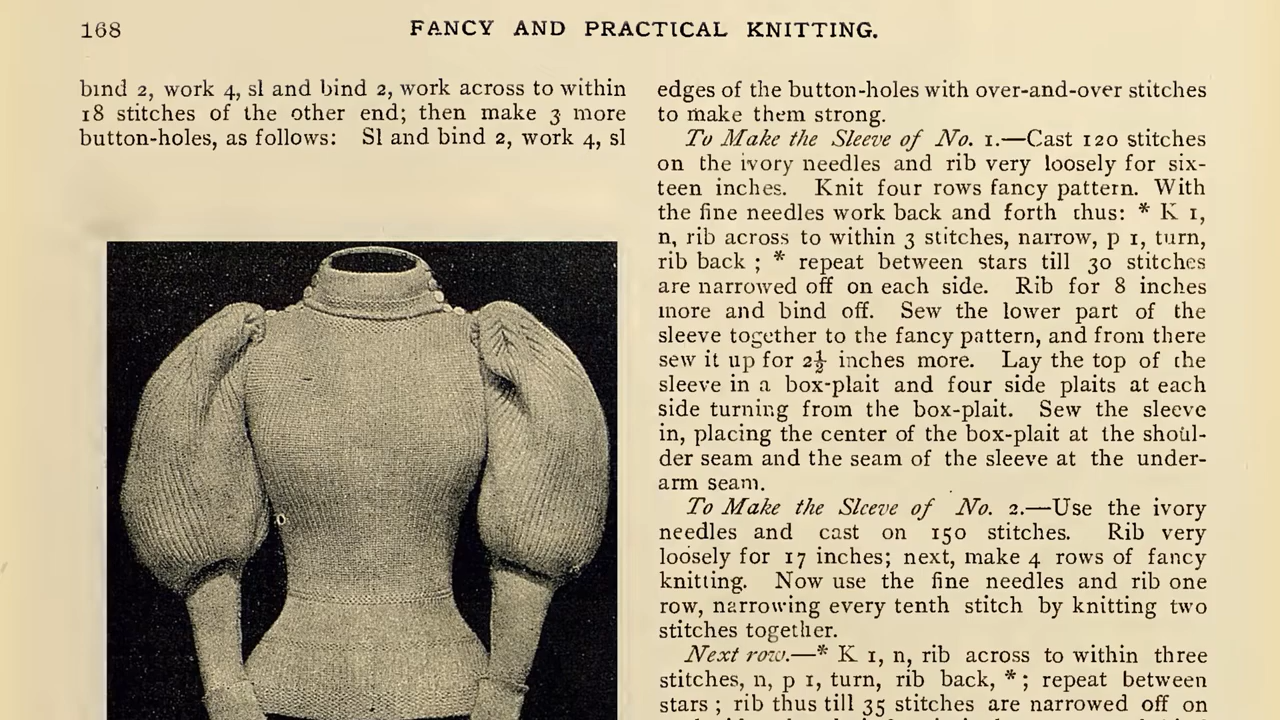 168
FANCY AND PRACTICAL KNITTING.
bind 2, work 4, sl and bind 2, work across to within
18 stitches of the other end; then make 3 more
button-holes, as follows: Sl and bind 2, work 4, sl
edges of the button-holes with over-and-over stitches
to make them strong.
To Make the Sleeve of No. 1.—Cast 120 stitches
on the ivory needles and rib very loosely for six-
teen inches. Knit four rows fancy pattern. With
the fine needles work back and forth thus: * K 1,
n, rib across to within 3 stitches, narrow, p 1, turn,
rib back ; * repeat between stars till 30 stitches
are narrowed off on each side. Rib for 8 inches
more and bind off. Sew the lower part of the
sleeve together to the fancy pattern, and from there
sew it up for 2½ inches more. Lay the top of the
sleeve in a box-plait and four side plaits at each
side turning from the box-plait. Sew the sleeve
in, placing the center of the box-plait at the shoul-
der seam and the seam of the sleeve at the under-
arm seam.
To Make the Sleeve of No. 2.—Use the ivory
needles and cast on 150 stitches. Rib very
loosely for 17 inches; next, make 4 rows of fancy
knitting. Now use the fine needles and rib one
row, narrowing every tenth stitch by knitting two
stitches together.
Next row.—* K 1, n, rib across to within three
stitches, n, p 1, turn, rib back, *; repeat between
stars ; rib thus till 35 stitches are narrowed off on